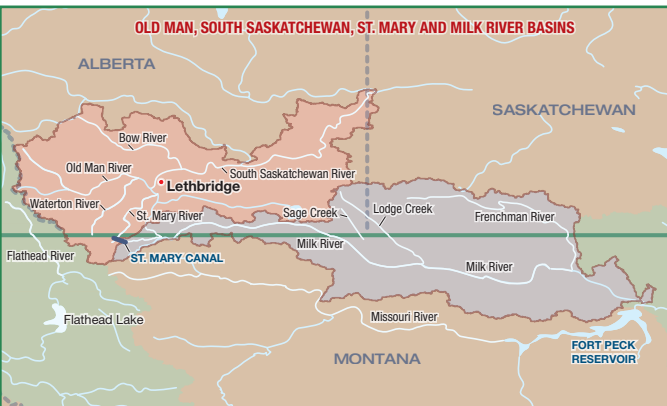 OLD MAN, SOUTH SASKATCHEWAN, ST. MARY AND MILK RIVER BASINS
ALBERTA
SASKATCHEWAN
Bow River
Old Man River
South Saskatchewan River
Lethbridge
Waterton River
St. Mary River
Sage Creek
Lodge Creek
Frenchman River
Flathead River
ST. MARY CANAL
Milk River
Milk River
Flathead Lake
Missouri River
FORT PECK
RESERVOIR
MONTANA